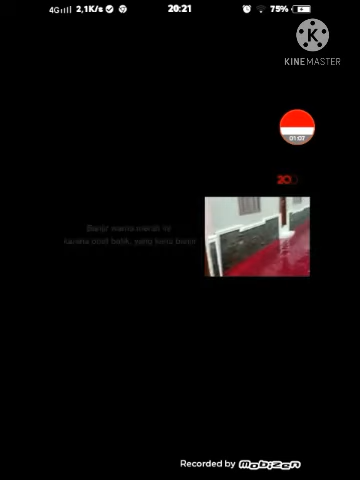 4G 2,1K/s 20:21 75%
KINEMASTER
01:07
Banjir warna merah ini
karena obat batik, yang kena banjir
Recorded by mobizen